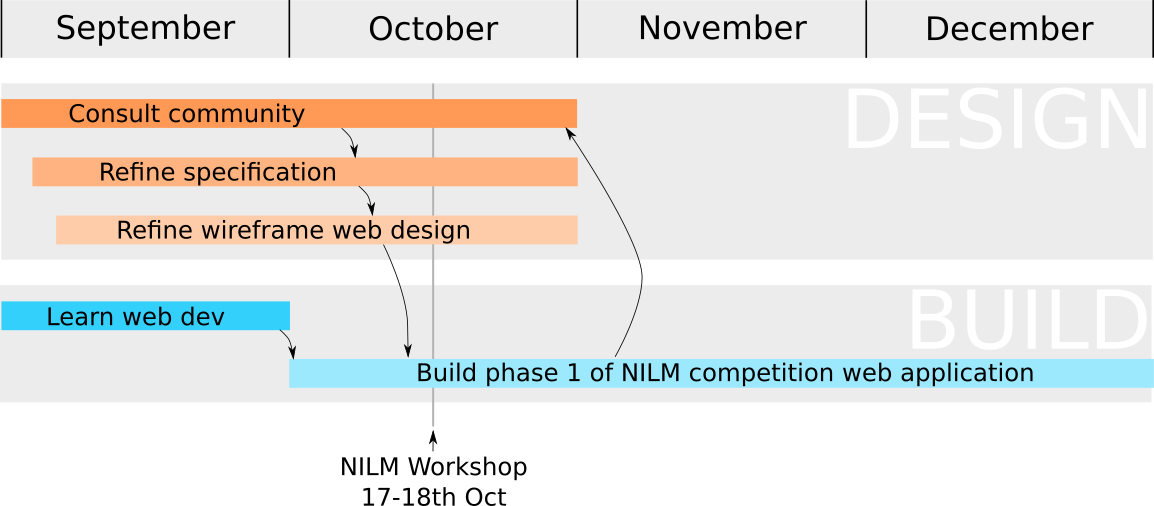 September October November December
DESIGN
Consult community
Refine specification
Refine wireframe web design
BUILD
Learn web dev
Build phase 1 of NILM competition web application
NILM Workshop
17-18th Oct